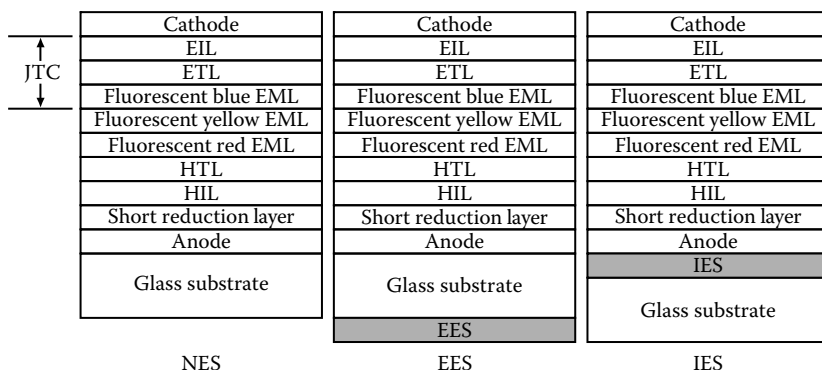 Cathode
EIL
ETL
Fluorescent blue EML
Fluorescent yellow EML
Fluorescent red EML
HTL
HIL
Short reduction layer
Anode
Glass substrate
NES
JTC
Cathode
EIL
ETL
Fluorescent blue EML
Fluorescent yellow EML
Fluorescent red EML
HTL
HIL
Short reduction layer
Anode
Glass substrate
EES
EES
Cathode
EIL
ETL
Fluorescent blue EML
Fluorescent yellow EML
Fluorescent red EML
HTL
HIL
Short reduction layer
Anode
IES
Glass substrate
IES